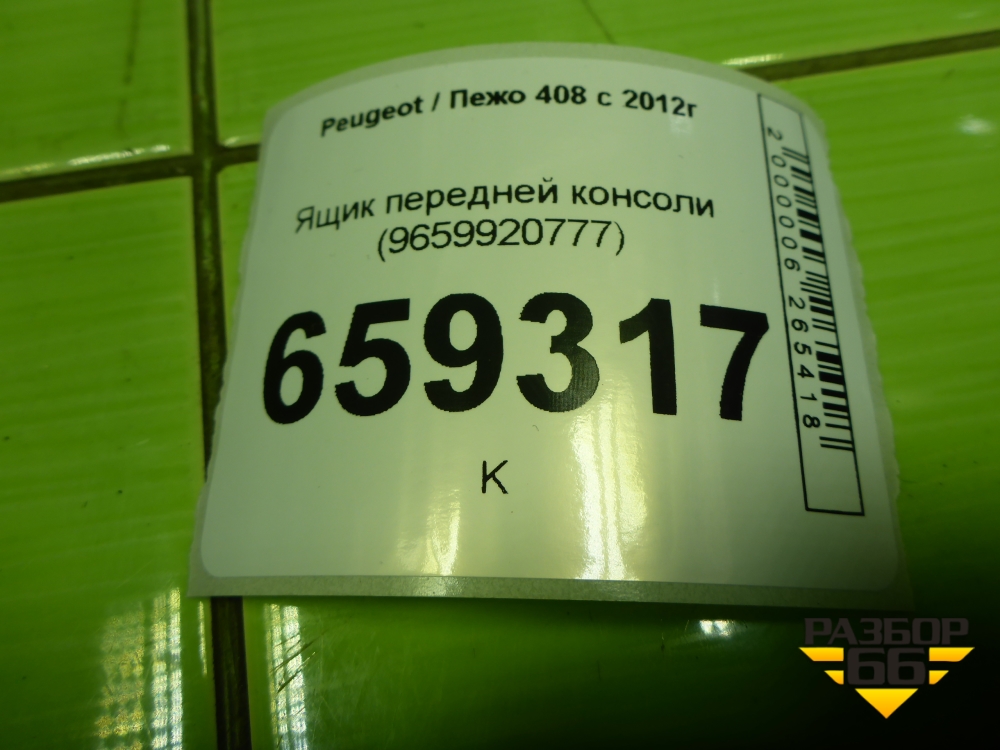 Peugeot / Пежо 408 с 2012г
Ящик передней консоли
(9659920777)
659317
К
2000006265418
РАЗБОР
66